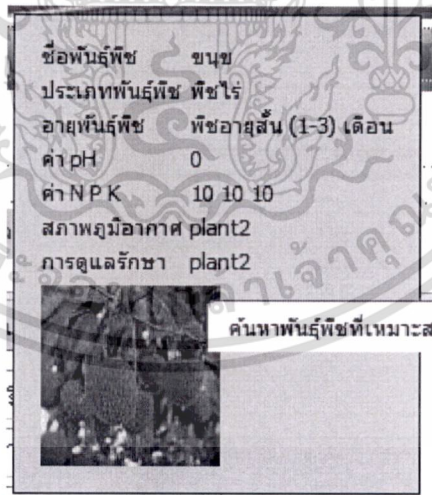 ชื่อพันธุ์พืช ขนุข
ประเภทพันธุ์พืช พืชไร่
อายุพันธุ์พืช พืชอายุสั้น (1-3) เดือน
ค่า pH 0
ค่า N P K 10 10 10
สภาพภูมิอากาศ plant2
การดูแลรักษา plant2
ค้นหาพันธุ์พืชที่เหมาะส